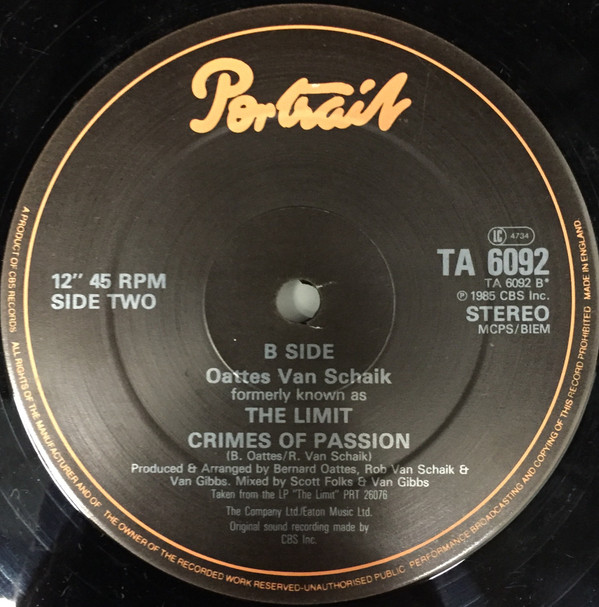 Portrait
12" 45 RPM
SIDE TWO
LC 4734
TA 6092
TA 6092 B*
℗ 1985 CBS Inc.
STEREO
MCPS/BIEM
B SIDE
Oattes Van Schaik
formerly known as
THE LIMIT
CRIMES OF PASSION
(B. Oattes/R. Van Schaik)
Produced & Arranged by Bernard Oattes, Rob Van Schaik &
Van Gibbs. Mixed by Scott Folks & Van Gibbs
Taken from the LP "The Limit" PRT 26076
The Company Ltd/Eaton Music Ltd.
Original sound recording made by
CBS Inc.
A PRODUCT OF CBS RECORDS ALL RIGHTS OF THE MANUFACTURER AND OF THE OWNER OF THE RECORDED WORK RESERVED-UNAUTHORISED PUBLIC PERFORMANCE BROADCASTING AND COPYING OF THIS RECORD PROHIBITED MADE IN ENGLAND